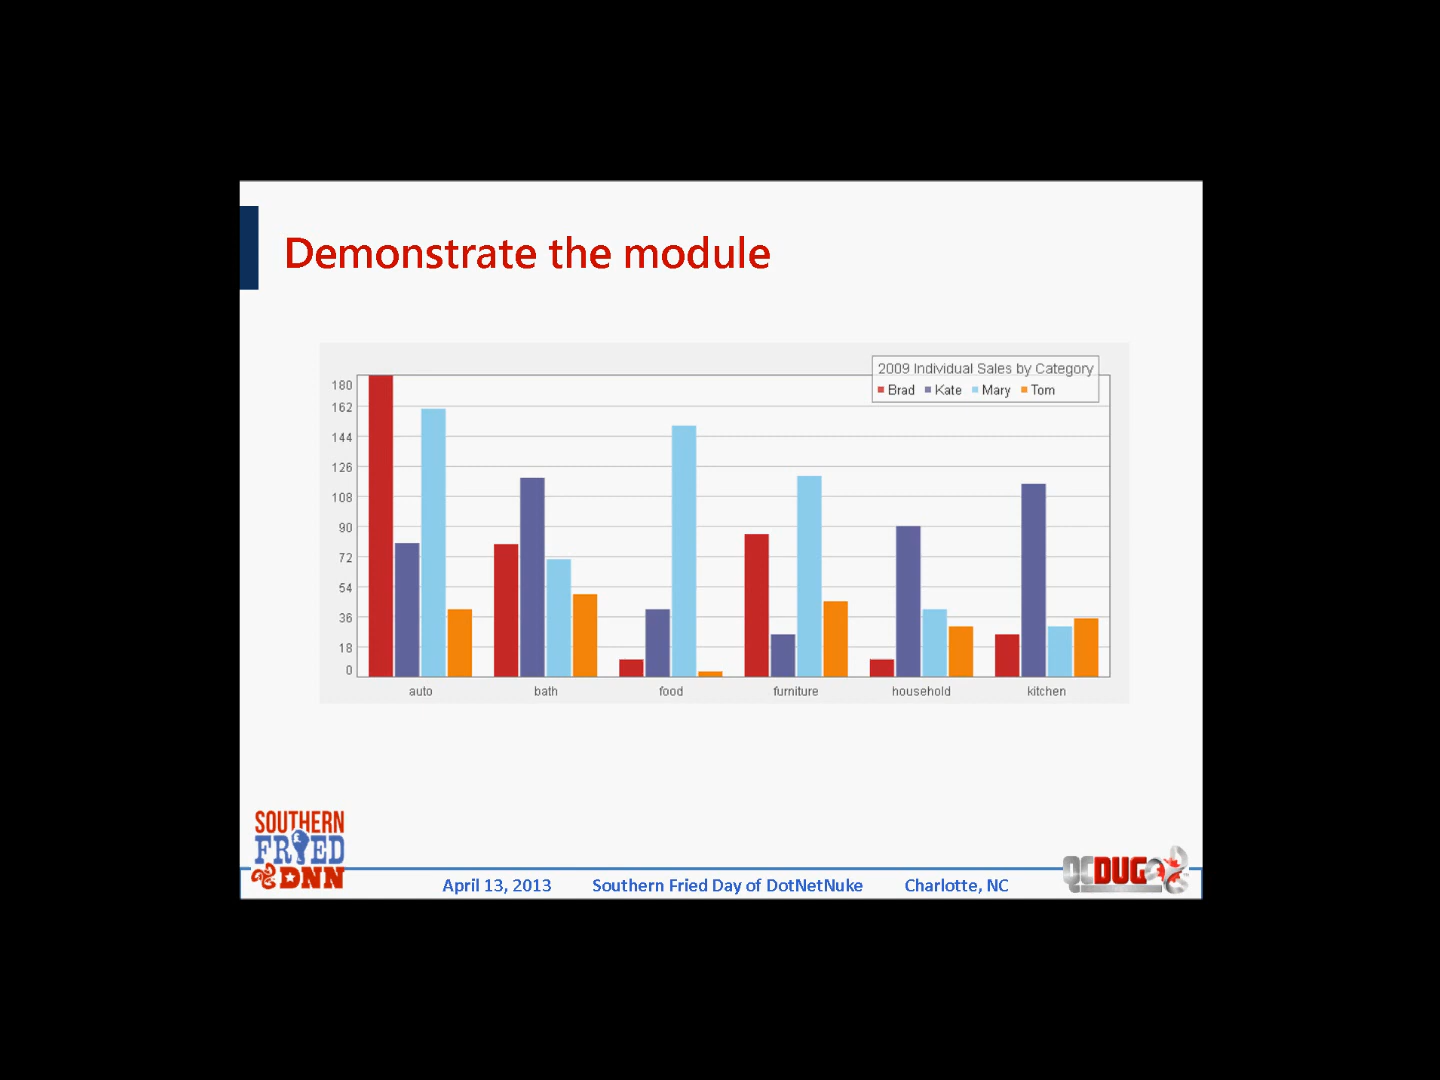 Demonstrate the module
2009 Individual Sales by Category
Brad Kate Mary Tom
180
162
144
126
108
90
72
54
36
18
0
auto bath food furniture household kitchen
SOUTHERN
FRIED
DNN
QCDUG
April 13, 2013 Southern Fried Day of DotNetNuke Charlotte, NC